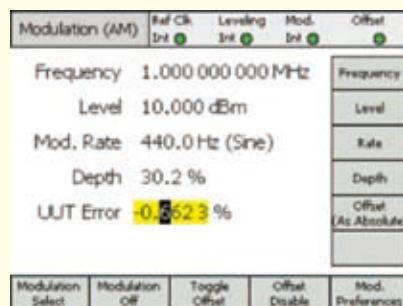 Modulation (AM)
Ref Clk Leveling Mod. Offset
Int Int Int
Frequency 1.000 000 000 MHz
Level 10.000 dBm
Mod. Rate 440.0 Hz (Sine)
Depth 30.2 %
UUT Error -0.6623 %
Frequency
Level
Rate
Depth
Offset
(As Absolute)
Modulation Select
Modulation Off
Toggle Offset
Offset Disable
Mod. Preferences